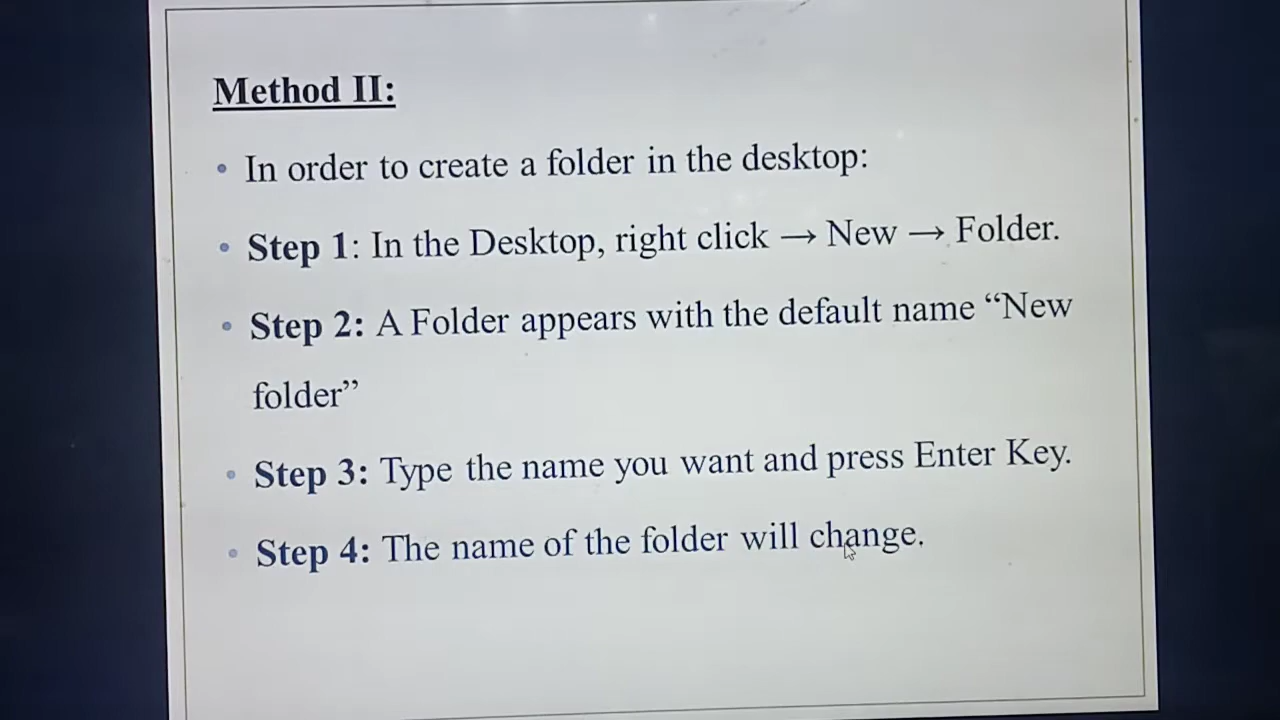 Method II:
• In order to create a folder in the desktop:
• Step 1: In the Desktop, right click → New → Folder.
• Step 2: A Folder appears with the default name “New
folder”
• Step 3: Type the name you want and press Enter Key.
• Step 4: The name of the folder will change.